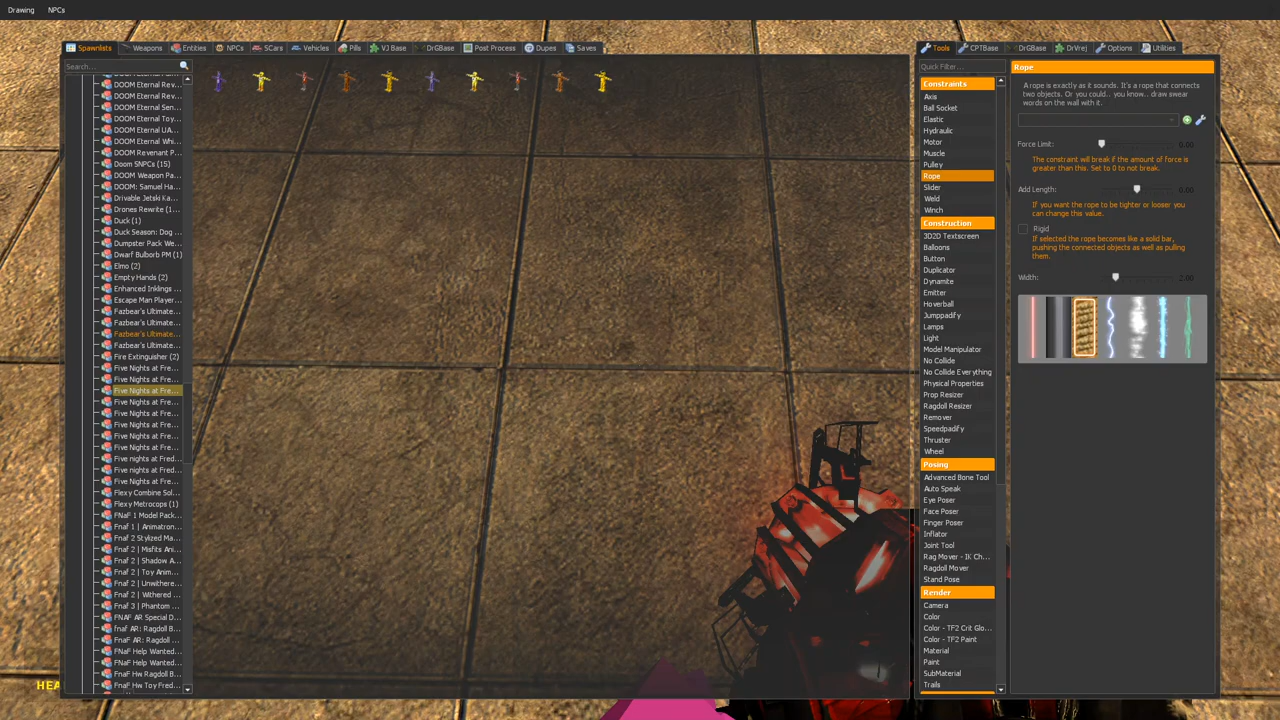 Drawing NPCs
Spawnlists Weapons Entities NPCs SCars Vehicles Pills VJ Base DrGBase Post Process Dupes Saves
Search...
DOOM Eternal Rev...
DOOM Eternal Rev...
DOOM Eternal Sen...
DOOM Eternal Toy...
DOOM Eternal UA...
DOOM Eternal Whi...
DOOM Revenant P...
Doom SNPCs (15)
DOOM Weapon Pa...
DOOM: Samuel Ha...
Drivable Jetski Ka...
Drones Rewrite (1...
Duck (1)
Duck Season: Dog ...
Dumpster Pack We...
Dwarf Bulborb PM (1)
Elmo (2)
Empty Hands (2)
Enhanced Inklings ...
Escape Man Player...
Fazbear's Ultimate...
Fazbear's Ultimate...
Fazbear's Ultimate...
Fazbear's Ultimate...
Fire Extinguisher (2)
Five Nights at Fre...
Five Nights at Fre...
Five Nights at Fre...
Five Nights at Fre...
Five Nights at Fre...
Five Nights at Fre...
Five Nights at Fre...
Five Nights at Fre...
Five nights at Fred...
Five nights at Fred...
Five Nights at Fre...
Flexy Combine Sol...
Flexy Metrocops (1)
FNaF 1 Model Pack...
Fnaf 1 | Animatron...
Fnaf 2 Stylized Ma...
Fnaf 2 | Misfits Ani...
Fnaf 2 | Shadow A...
Fnaf 2 | Toy Anim...
Fnaf 2 | Unwithere...
Fnaf 2 | Withered ...
Fnaf 3 | Phantom ...
FNAF AR Special D...
fnaf AR: Ragdoll B...
FnaF AR: Ragdoll ...
FNaF Help Wanted...
FNaF Help Wanted...
FnaF Hw Ragdoll B...
FnaF Hw Toy Fred...
HEA
Tools CPTBase DrGBase DrVrej Options Utilities
Quick Filter...
Constraints
Axis
Ball Socket
Elastic
Hydraulic
Motor
Muscle
Pulley
Rope
Slider
Weld
Winch
Construction
3D2D Textscreen
Balloons
Button
Duplicator
Dynamite
Emitter
Hoverball
Jumppadify
Lamps
Light
Model Manipulator
No Collide
No Collide Everything
Physical Properties
Prop Resizer
Ragdoll Resizer
Remover
Speedpadify
Thruster
Wheel
Posing
Advanced Bone Tool
Auto Speak
Eye Poser
Face Poser
Finger Poser
Inflator
Joint Tool
Rag Mover - IK Ch...
Ragdoll Mover
Stand Pose
Render
Camera
Color
Color - TF2 Crit Glo...
Color - TF2 Paint
Material
Paint
SubMaterial
Trails
Rope
A rope is exactly as it sounds. It's a rope that connects
two objects. Or you could.. you know.. draw swear
words on the wall with it.
Force Limit: 0.00
The constraint will break if the amount of force is
greater than this. Set to 0 to not break.
Add Length: 0.00
If you want the rope to be tighter or looser you
can change this value.
Rigid
If selected the rope becomes like a solid bar,
pushing the connected objects as well as pulling
them.
Width: 2.00